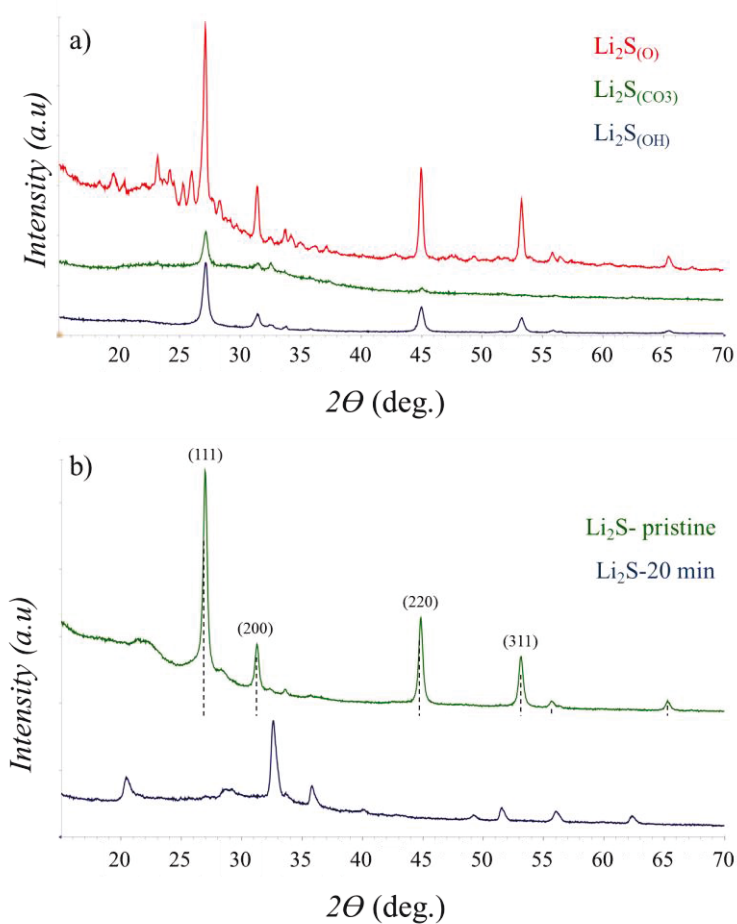 a)
Li₂S(O)
Li₂S(CO3)
Li₂S(OH)
Intensity (a.u)
20 25 30 35 40 45 50 55 60 65 70
2Θ (deg.)
b)
(111)
Li₂S- pristine
Li₂S-20 min
(200)
(220)
(311)
Intensity (a.u)
20 25 30 35 40 45 50 55 60 65 70
2Θ (deg.)